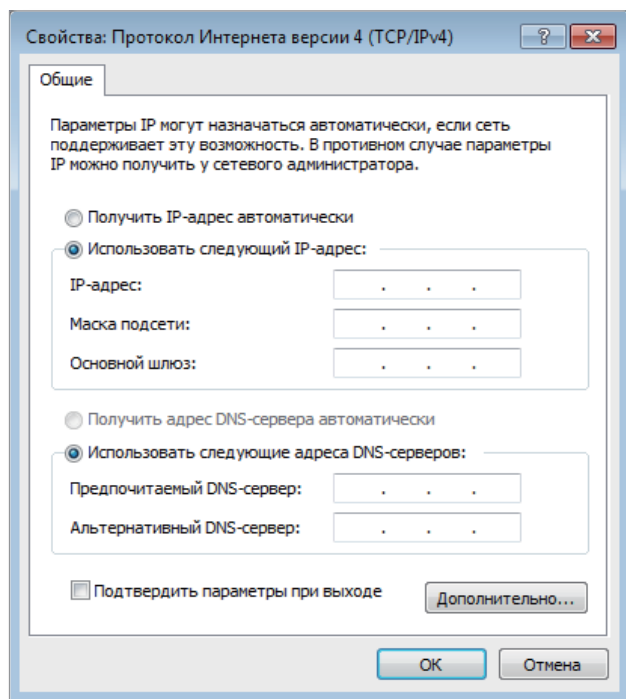 Свойства: Протокол Интернета версии 4 (TCP/IPv4)
Общие
Параметры IP могут назначаться автоматически, если сеть
поддерживает эту возможность. В противном случае параметры
IP можно получить у сетевого администратора.
Получить IP-адрес автоматически
Использовать следующий IP-адрес:
IP-адрес:
Маска подсети:
Основной шлюз:
Получить адрес DNS-сервера автоматически
Использовать следующие адреса DNS-серверов:
Предпочитаемый DNS-сервер:
Альтернативный DNS-сервер:
Подтвердить параметры при выходе
Дополнительно...
ОК
Отмена